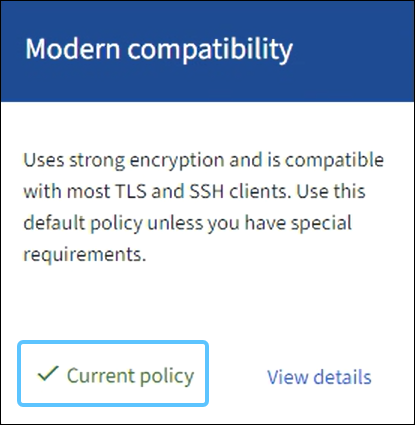 Modern compatibility
Uses strong encryption and is compatible
with most TLS and SSH clients. Use this
default policy unless you have special
requirements.
Current policy
View details